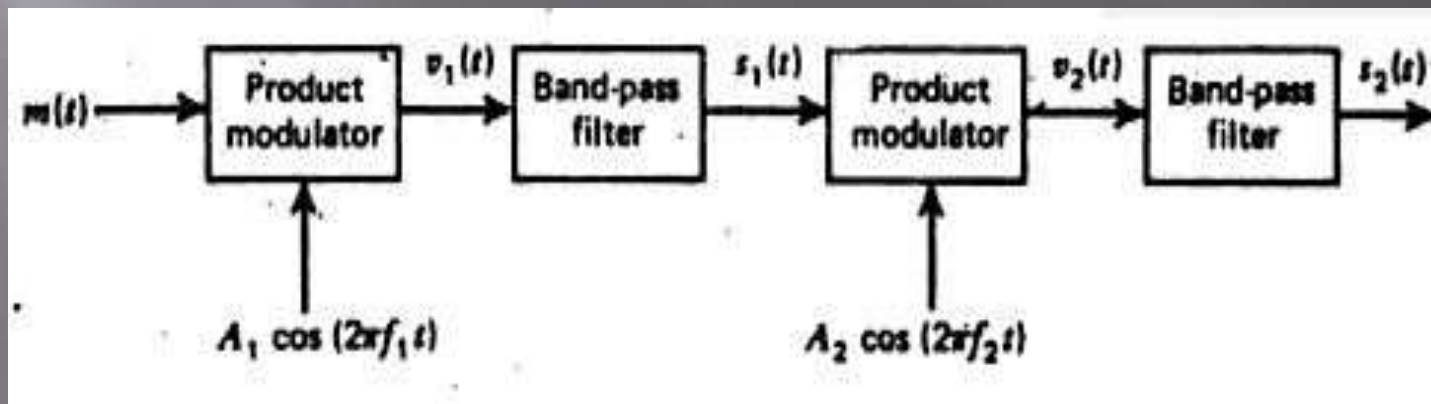 m(t)
Product
modulator
v₁(t)
Band-pass
filter
s₁(t)
Product
modulator
v₂(t)
Band-pass
filter
s₂(t)
A₁ cos (2πf₁t)
A₂ cos (2πf₂t)